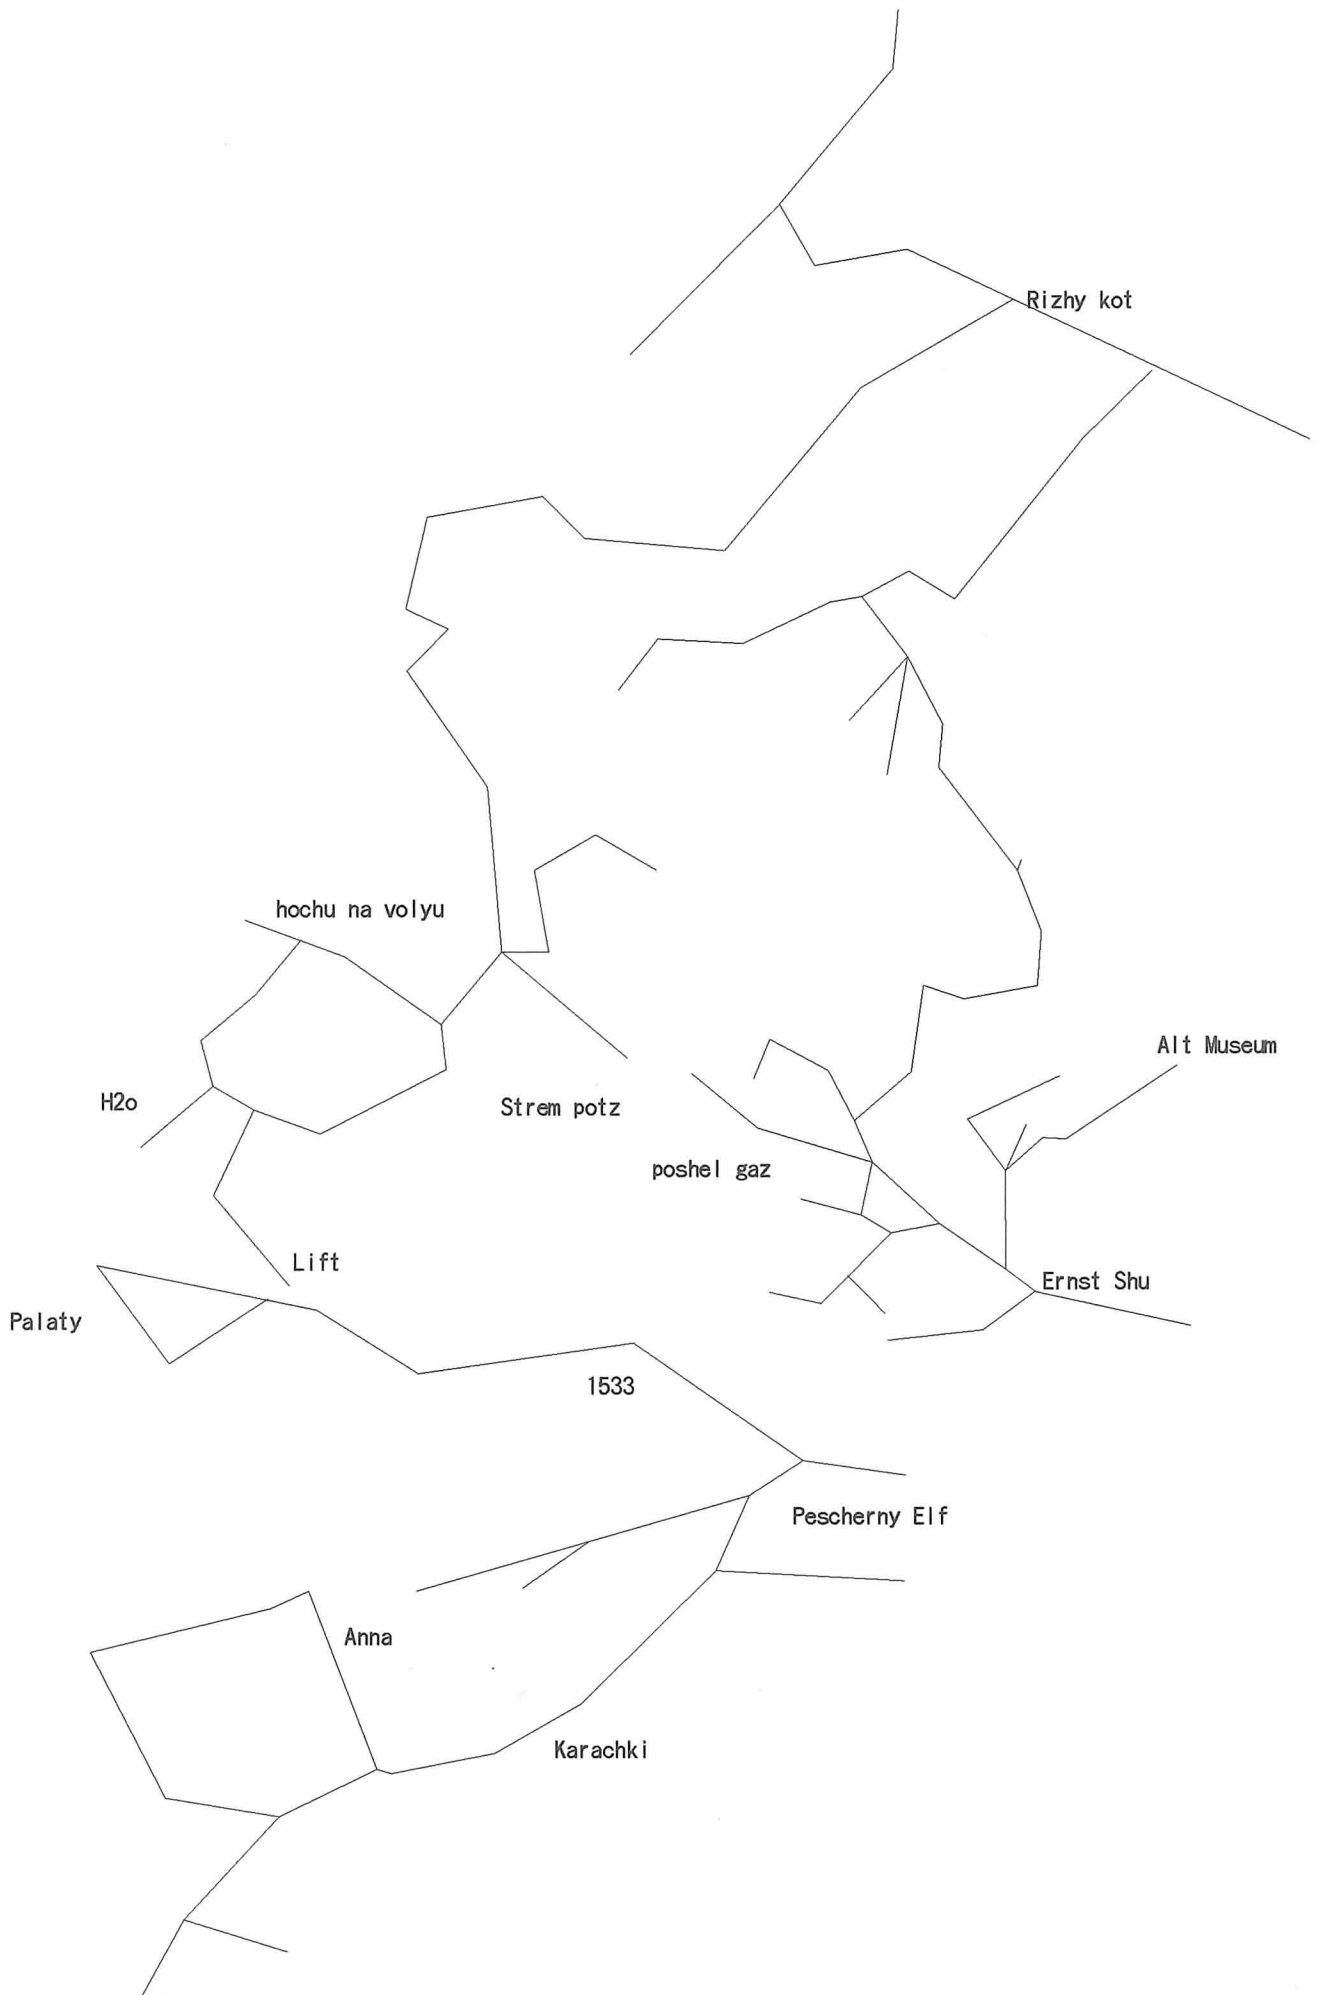 Rizhy kot
hochu na volyu
Alt Museum
H2o
Strem potz
poshel gaz
Lift
Ernst Shu
Palaty
1533
Pescherny Elf
Anna
Karachki